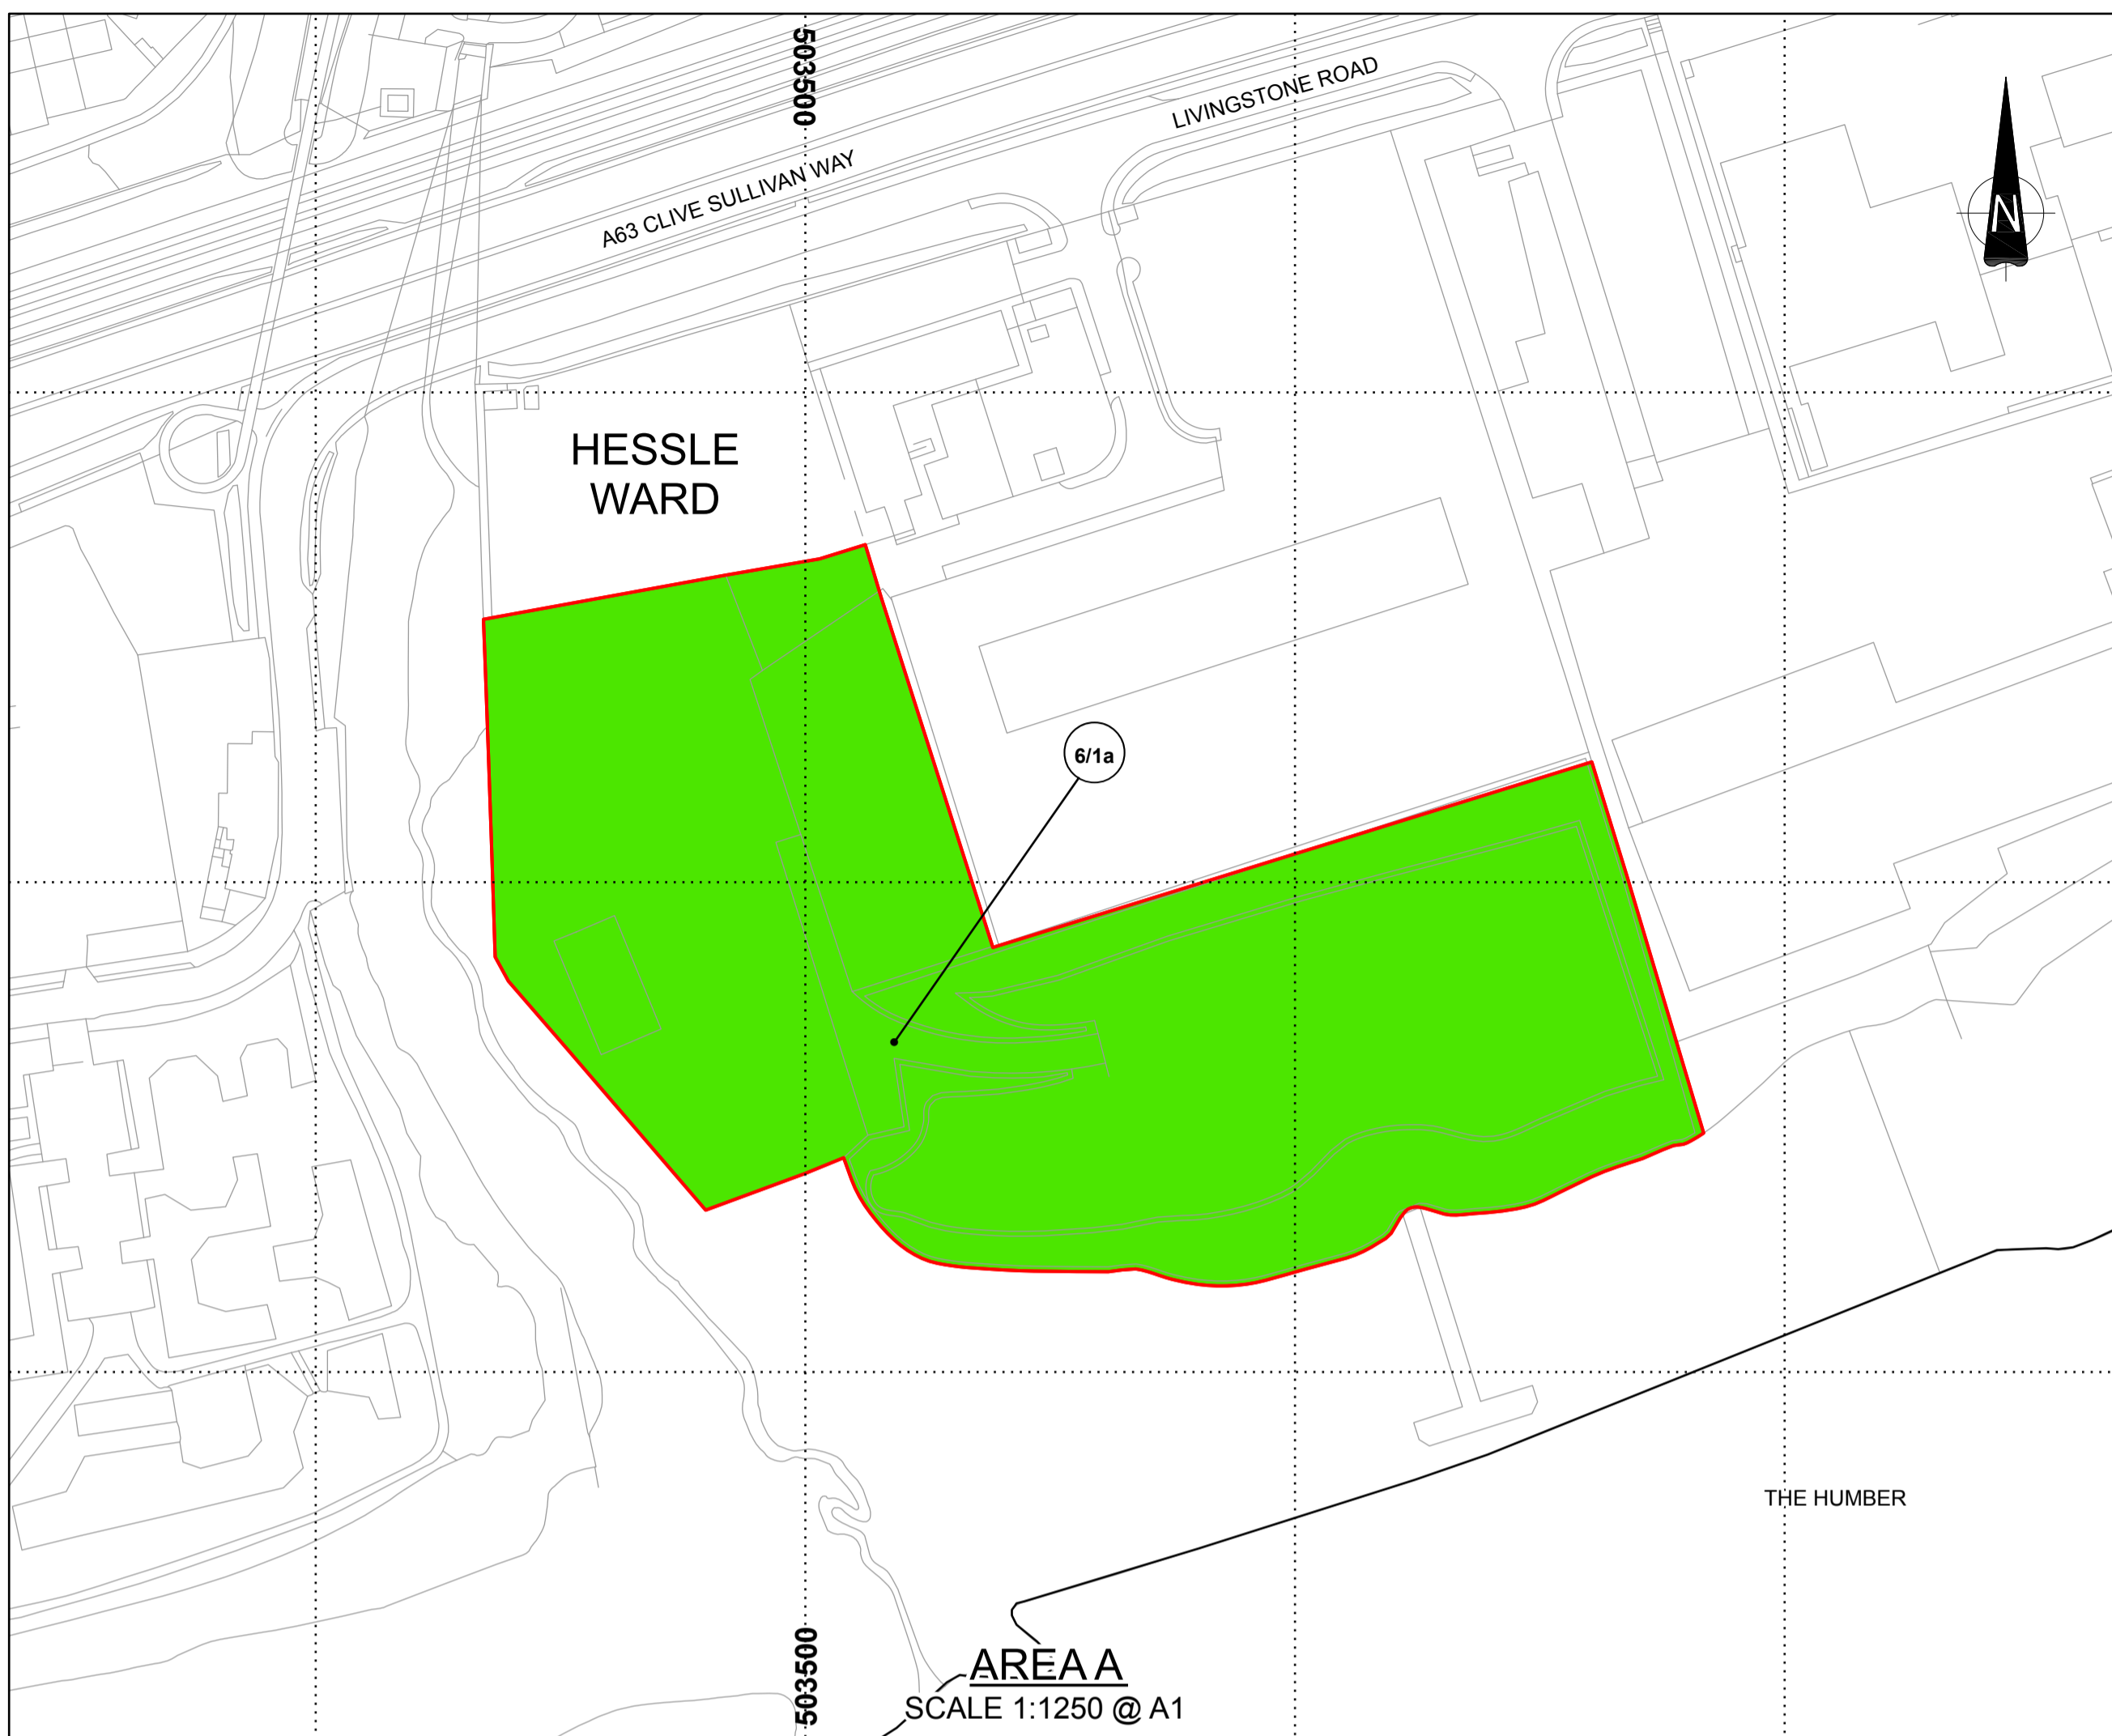 503500
LIVINGSTONE ROAD
A63 CLIVE SULLIVAN WAY
N
HESSLE
WARD
6/1a
THE HUMBER
503500
AREA A
SCALE 1:1250 @ A1